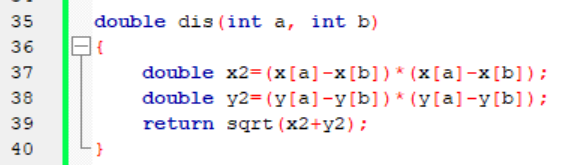 35 double dis(int a, int b)
36 {
37 double x2=(x[a]-x[b])*(x[a]-x[b]);
38 double y2=(y[a]-y[b])*(y[a]-y[b]);
39 return sqrt(x2+y2);
40 }